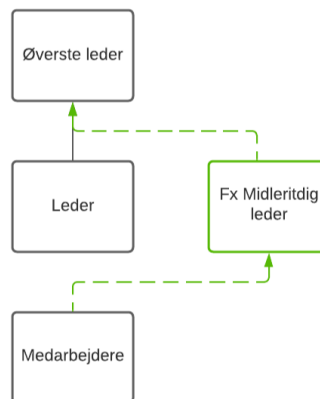 Øverste leder
Leder
Fx Midleritdig
leder
Medarbejdere